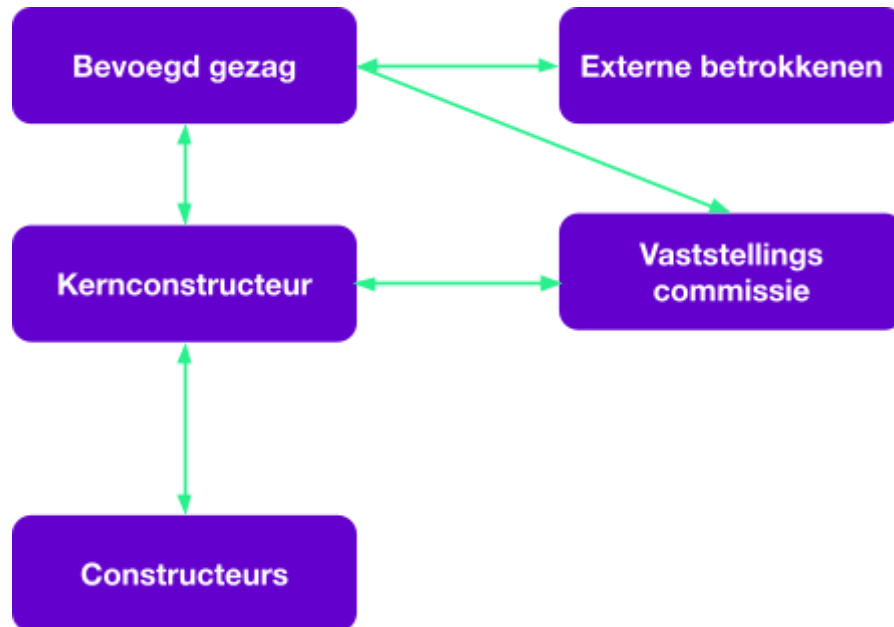 Bevoegd gezag
Externe betrokkenen
Kernconstructeur
Vaststellings
commissie
Constructeurs